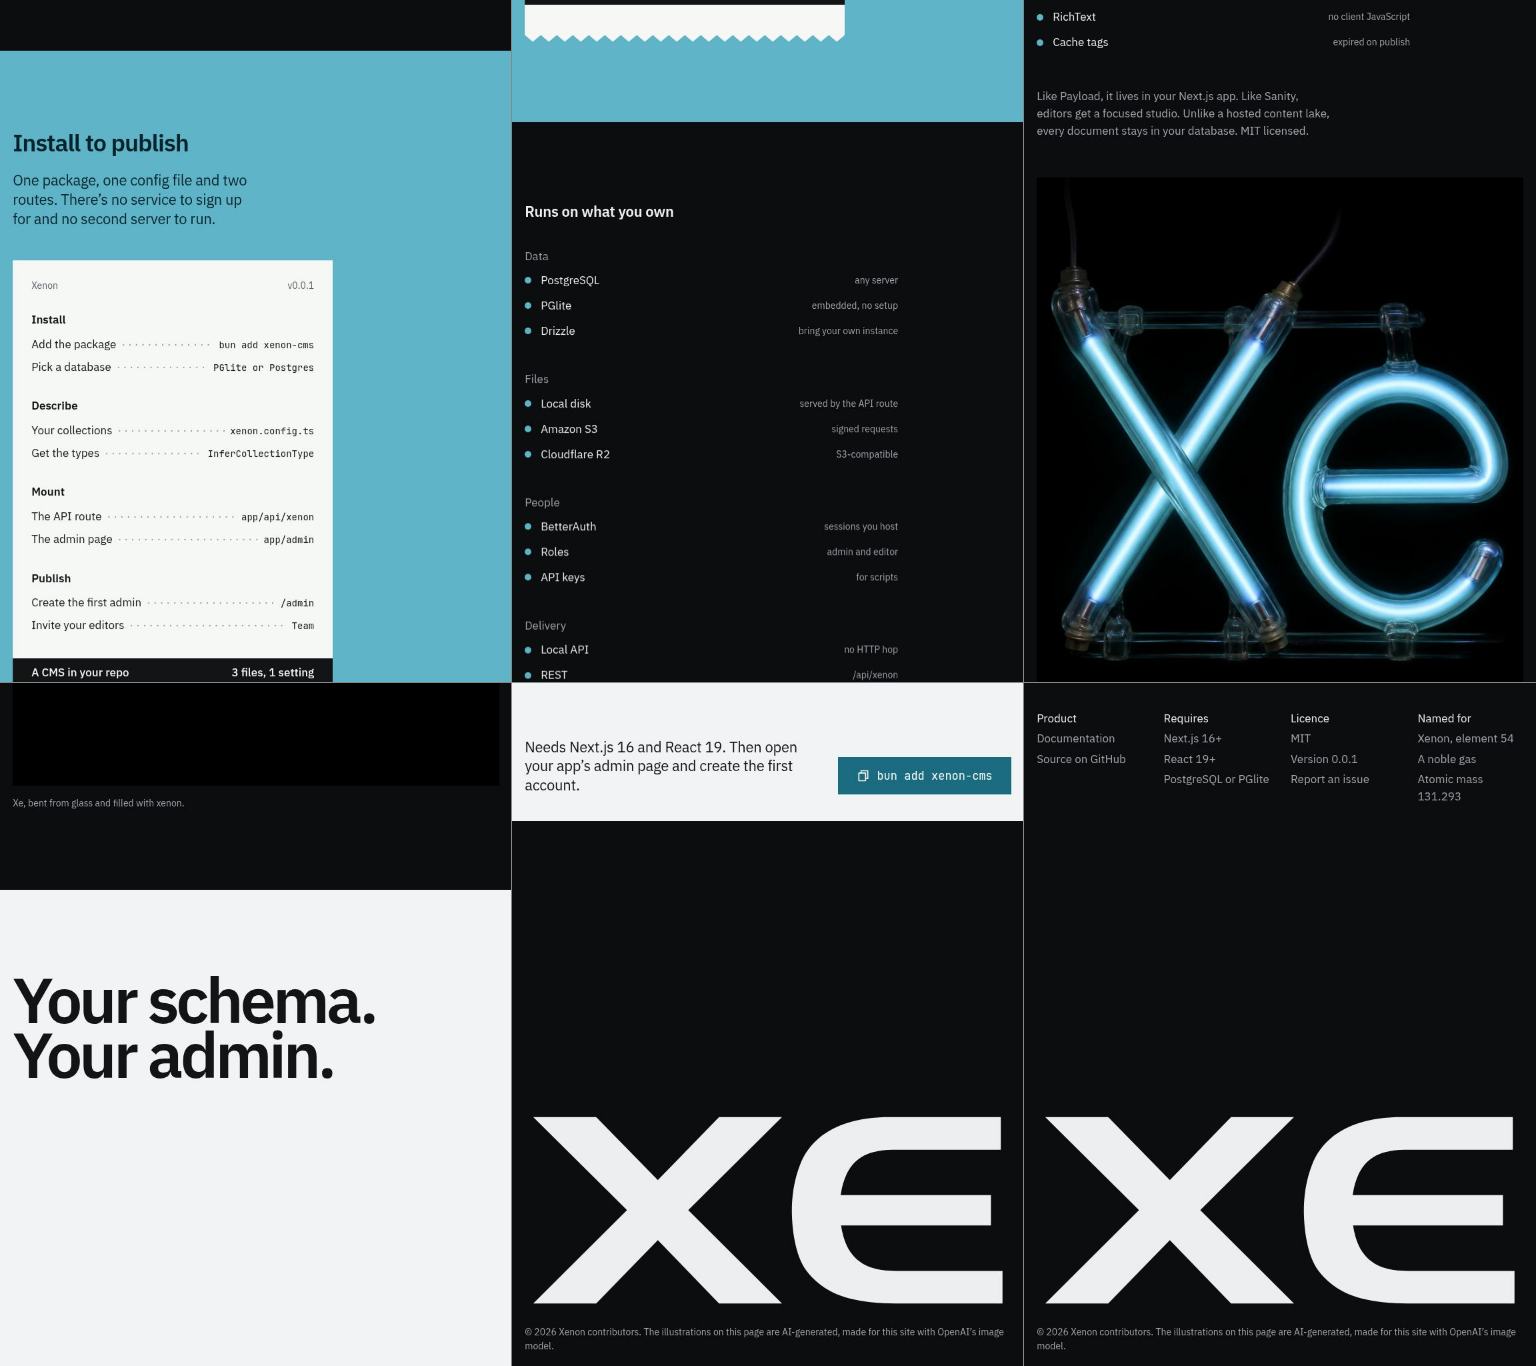 Install to publish
One package, one config file and two
routes. There’s no service to sign up
for and no second server to run.
Xenon v0.0.1
Install
Add the package bun add xenon-cms
Pick a database PGlite or Postgres
Describe
Your collections xenon.config.ts
Get the types InferCollectionType
Mount
The API route app/api/xenon
The admin page app/admin
Publish
Create the first admin /admin
Invite your editors Team
A CMS in your repo 3 files, 1 setting
Runs on what you own
Data
PostgreSQL any server
PGlite embedded, no setup
Drizzle bring your own instance
Files
Local disk served by the API route
Amazon S3 signed requests
Cloudflare R2 S3-compatible
People
BetterAuth sessions you host
Roles admin and editor
API keys for scripts
Delivery
Local API no HTTP hop
REST /api/xenon
RichText no client JavaScript
Cache tags expired on publish
Like Payload, it lives in your Next.js app. Like Sanity,
editors get a focused studio. Unlike a hosted content lake,
every document stays in your database. MIT licensed.
Xe
Xe, bent from glass and filled with xenon.
Your schema.
Your admin.
Needs Next.js 16 and React 19. Then open
your app’s admin page and create the first
account.
bun add xenon-cms
XE
© 2026 Xenon contributors. The illustrations on this page are AI-generated, made for this site with OpenAI’s image
model.
Product
Documentation
Source on GitHub
Requires
Next.js 16+
React 19+
PostgreSQL or PGlite
Licence
MIT
Version 0.0.1
Report an issue
Named for
Xenon, element 54
A noble gas
Atomic mass
131.293
XE
© 2026 Xenon contributors. The illustrations on this page are AI-generated, made for this site with OpenAI’s image
model.